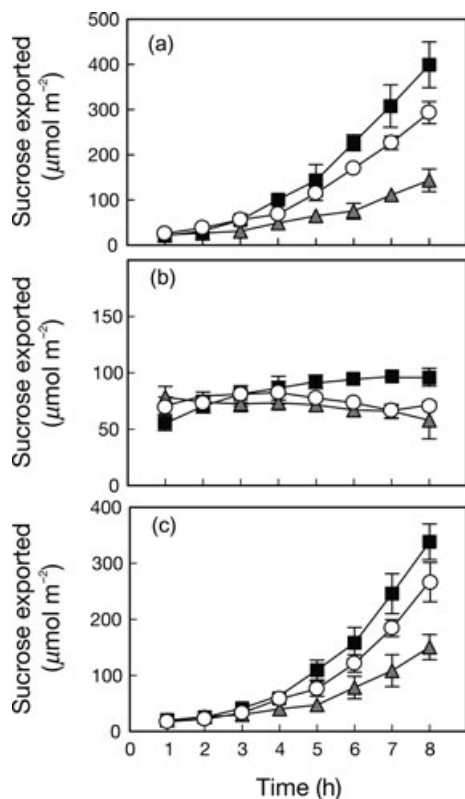 (a)
Sucrose exported
(μmol m⁻²)
500
400
300
200
100
0
(b)
Sucrose exported
(μmol m⁻²)
150
100
50
0
(c)
Sucrose exported
(μmol m⁻²)
400
300
200
100
0
0 1 2 3 4 5 6 7 8
Time (h)